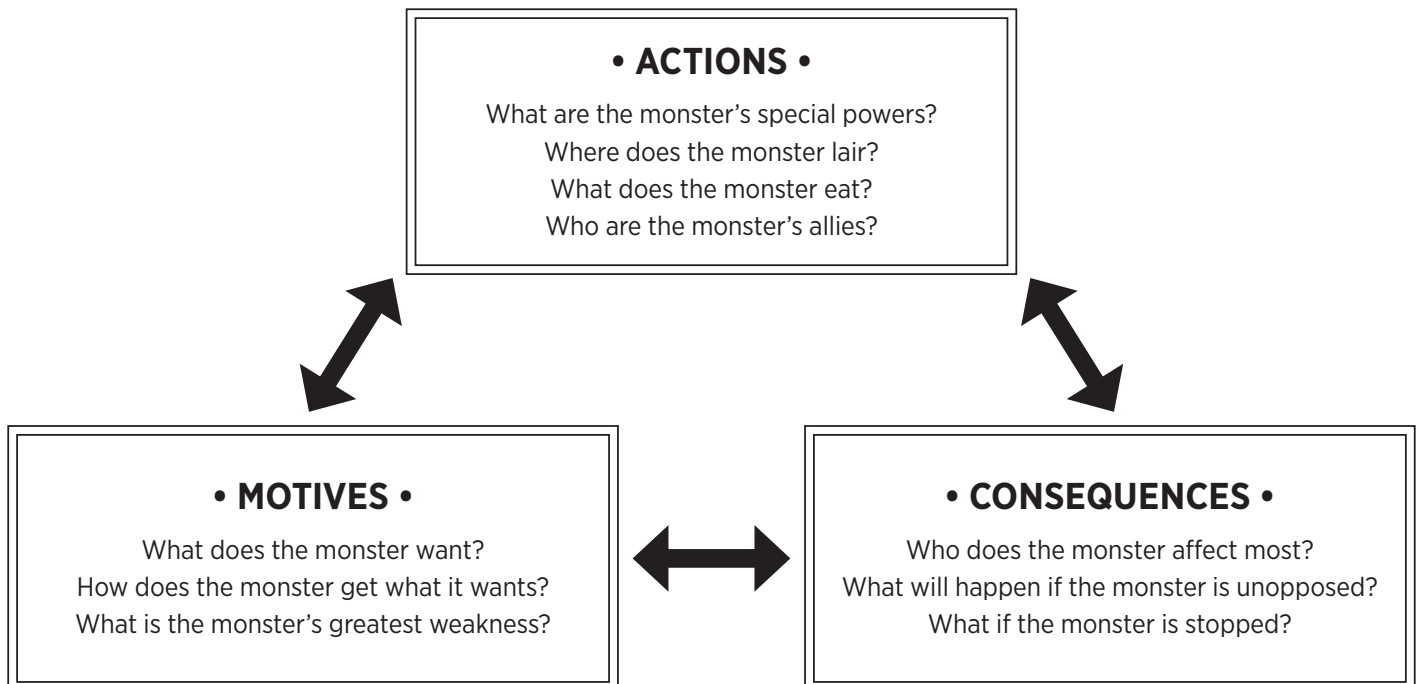 • ACTIONS •
What are the monster’s special powers?
Where does the monster lair?
What does the monster eat?
Who are the monster’s allies?
• MOTIVES •
What does the monster want?
How does the monster get what it wants?
What is the monster’s greatest weakness?
• CONSEQUENCES •
Who does the monster affect most?
What will happen if the monster is unopposed?
What if the monster is stopped?